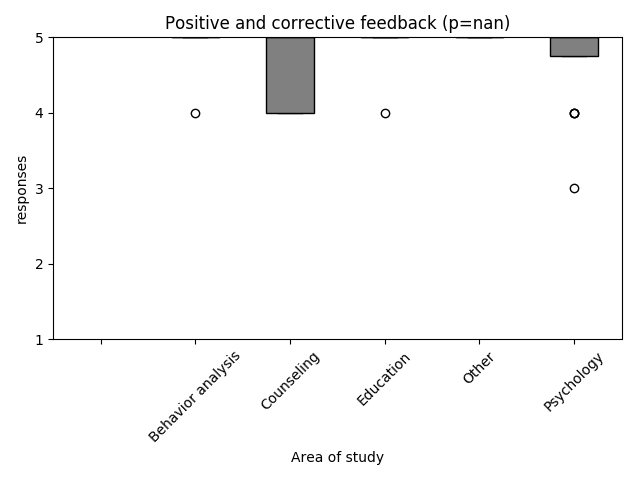 Positive and corrective feedback (p=nan)
5
4
3
2
1
responses
Behavior analysis
Counseling
Education
Other
Psychology
Area of study